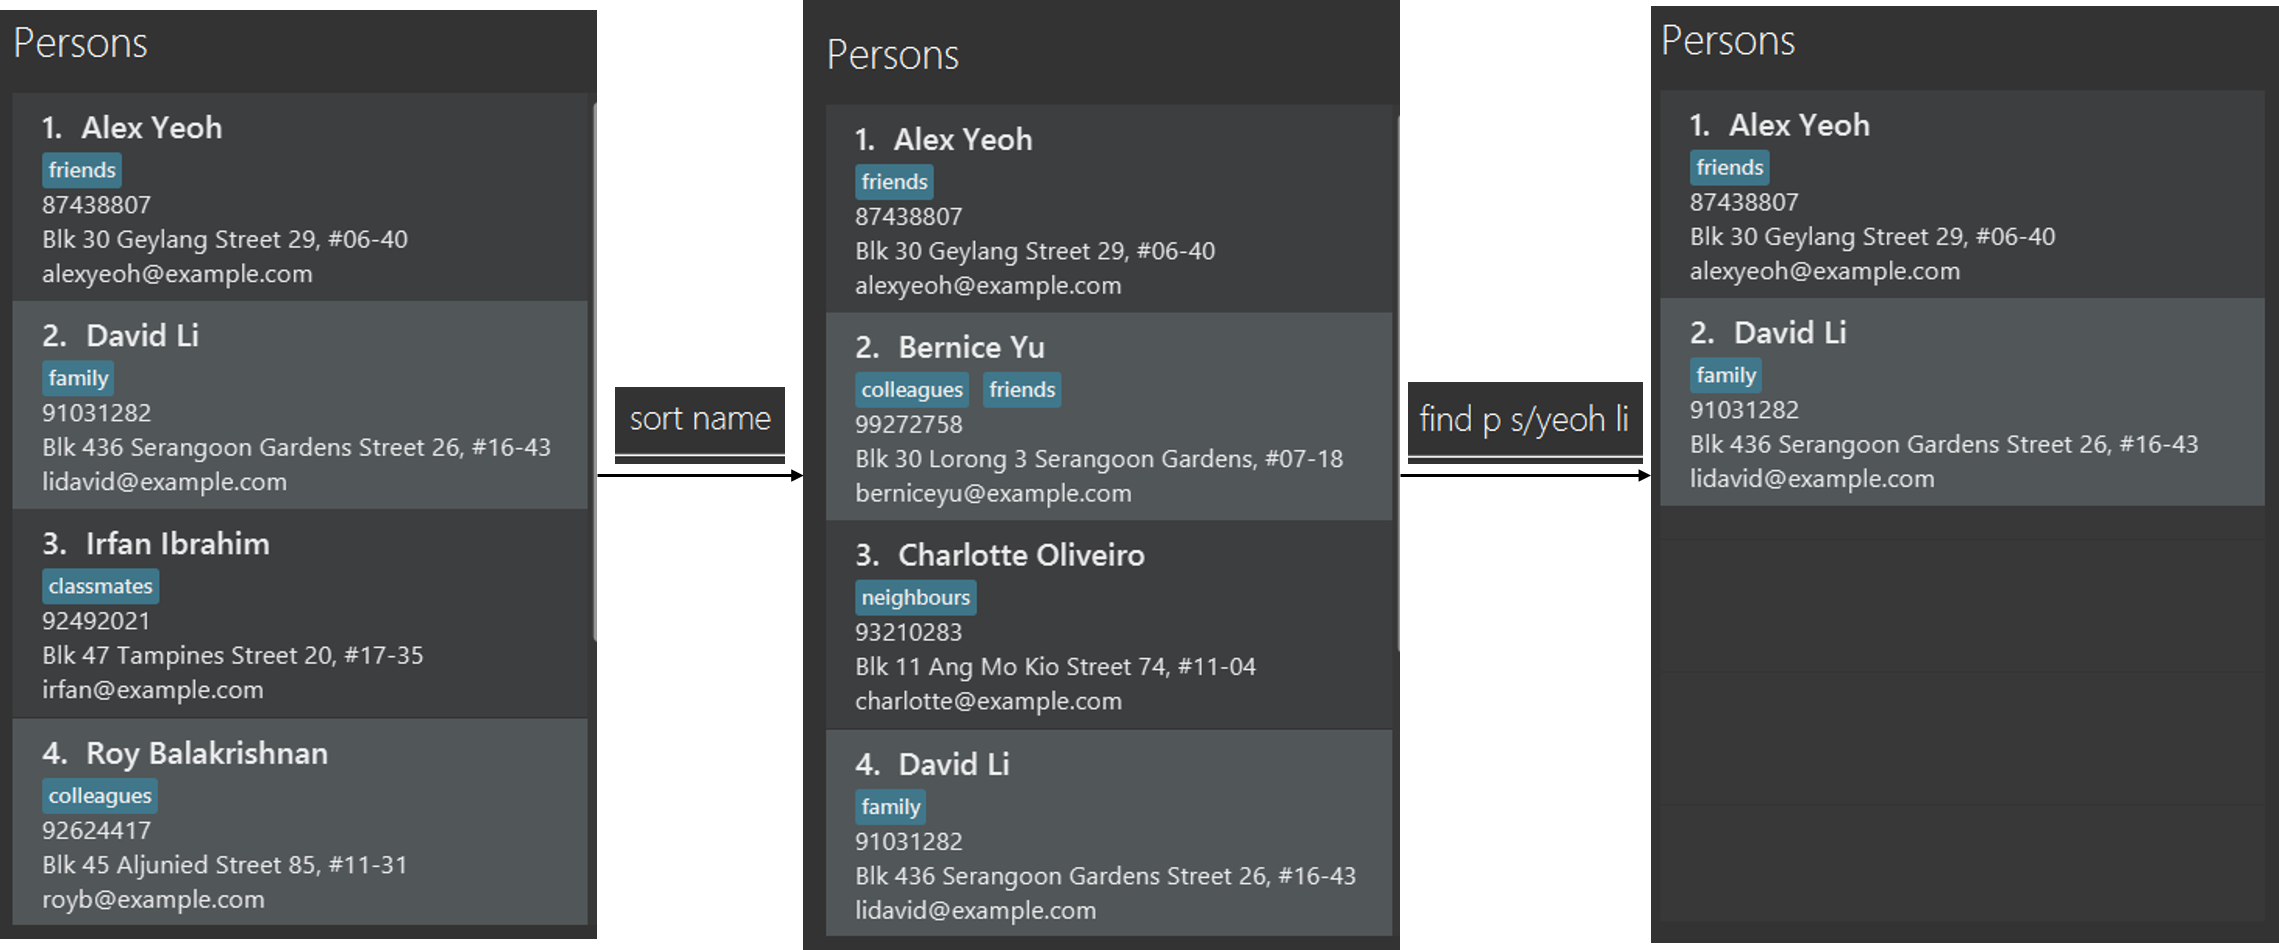 Persons
1. Alex Yeoh
friends
87438807
Blk 30 Geylang Street 29, #06-40
alexyeoh@example.com
2. David Li
family
91031282
Blk 436 Serangoon Gardens Street 26, #16-43
lidavid@example.com
3. Irfan Ibrahim
classmates
92492021
Blk 47 Tampines Street 20, #17-35
irfan@example.com
4. Roy Balakrishnan
colleagues
92624417
Blk 45 Aljunied Street 85, #11-31
royb@example.com
sort name
Persons
1. Alex Yeoh
friends
87438807
Blk 30 Geylang Street 29, #06-40
alexyeoh@example.com
2. Bernice Yu
colleagues friends
99272758
Blk 30 Lorong 3 Serangoon Gardens, #07-18
berniceyu@example.com
3. Charlotte Oliveiro
neighbours
93210283
Blk 11 Ang Mo Kio Street 74, #11-04
charlotte@example.com
4. David Li
family
91031282
Blk 436 Serangoon Gardens Street 26, #16-43
lidavid@example.com
find p s/yeoh li
Persons
1. Alex Yeoh
friends
87438807
Blk 30 Geylang Street 29, #06-40
alexyeoh@example.com
2. David Li
family
91031282
Blk 436 Serangoon Gardens Street 26, #16-43
lidavid@example.com